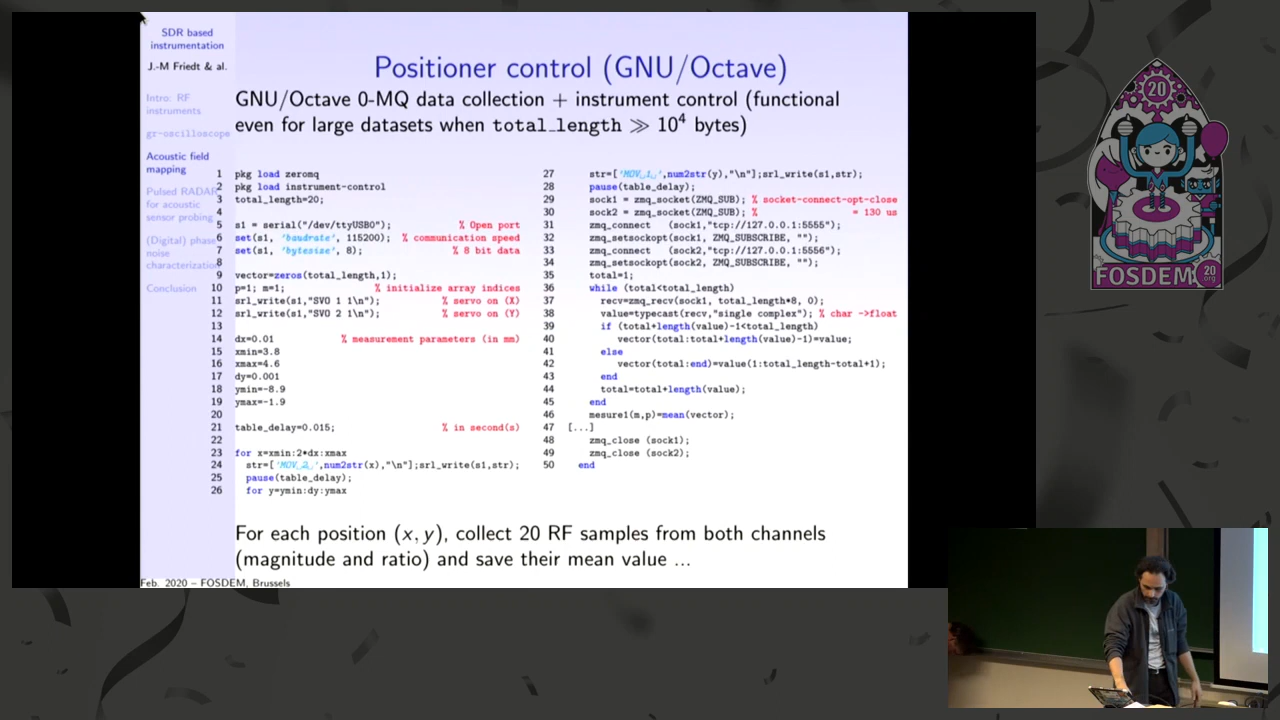 SDR based
instrumentation
J.-M Friedt & al.
Intro: RF
instruments
gr-oscilloscope
Acoustic field
mapping
Pulsed RADAR
for acoustic
sensor probing
(Digital) phase
noise
characterization
Conclusion
Positioner control (GNU/Octave)
GNU/Octave 0-MQ data collection + instrument control (functional
even for large datasets when total_length ≫ 10⁴ bytes)
1 pkg load zeromq
2 pkg load instrument-control
3 total_length=20;
4
5 s1 = serial("/dev/ttyUSB0"); % Open port
6 set(s1, 'baudrate', 115200); % communication speed
7 set(s1, 'bytesize', 8); % 8 bit data
8
9 vector=zeros(total_length,1);
10 p=1; m=1; % initialize array indices
11 srl_write(s1,"SVO 1 1\n"); % servo on (X)
12 srl_write(s1,"SVO 2 1\n"); % servo on (Y)
13
14 dx=0.01 % measurement parameters (in mm)
15 xmin=3.8
16 xmax=4.6
17 dy=0.001
18 ymin=-8.9
19 ymax=-1.9
20
21 table_delay=0.015; % in second(s)
22
23 for x=xmin:2*dx:xmax
24 str=['MOV␣2␣',num2str(x),"\n"];srl_write(s1,str);
25 pause(table_delay);
26 for y=ymin:dy:ymax
27 str=['MOV␣1␣',num2str(y),"\n"];srl_write(s1,str);
28 pause(table_delay);
29 sock1 = zmq_socket(ZMQ_SUB); % socket-connect-opt-close
30 sock2 = zmq_socket(ZMQ_SUB); % = 130 us
31 zmq_connect (sock1,"tcp://127.0.0.1:5555");
32 zmq_setsockopt(sock1, ZMQ_SUBSCRIBE, "");
33 zmq_connect (sock2,"tcp://127.0.0.1:5556");
34 zmq_setsockopt(sock2, ZMQ_SUBSCRIBE, "");
35 total=1;
36 while (total<total_length)
37 recv=zmq_recv(sock1, total_length*8, 0);
38 value=typecast(recv,"single complex"); % char ->float
39 if (total+length(value)-1<total_length)
40 vector(total:total+length(value)-1)=value;
41 else
42 vector(total:end)=value(1:total_length-total+1);
43 end
44 total=total+length(value);
45 end
46 mesure1(m,p)=mean(vector);
47 [...]
48 zmq_close (sock1);
49 zmq_close (sock2);
50 end
For each position (x, y), collect 20 RF samples from both channels
(magnitude and ratio) and save their mean value ...
Feb. 2020 – FOSDEM, Brussels
20
FOSDEM
20
.org